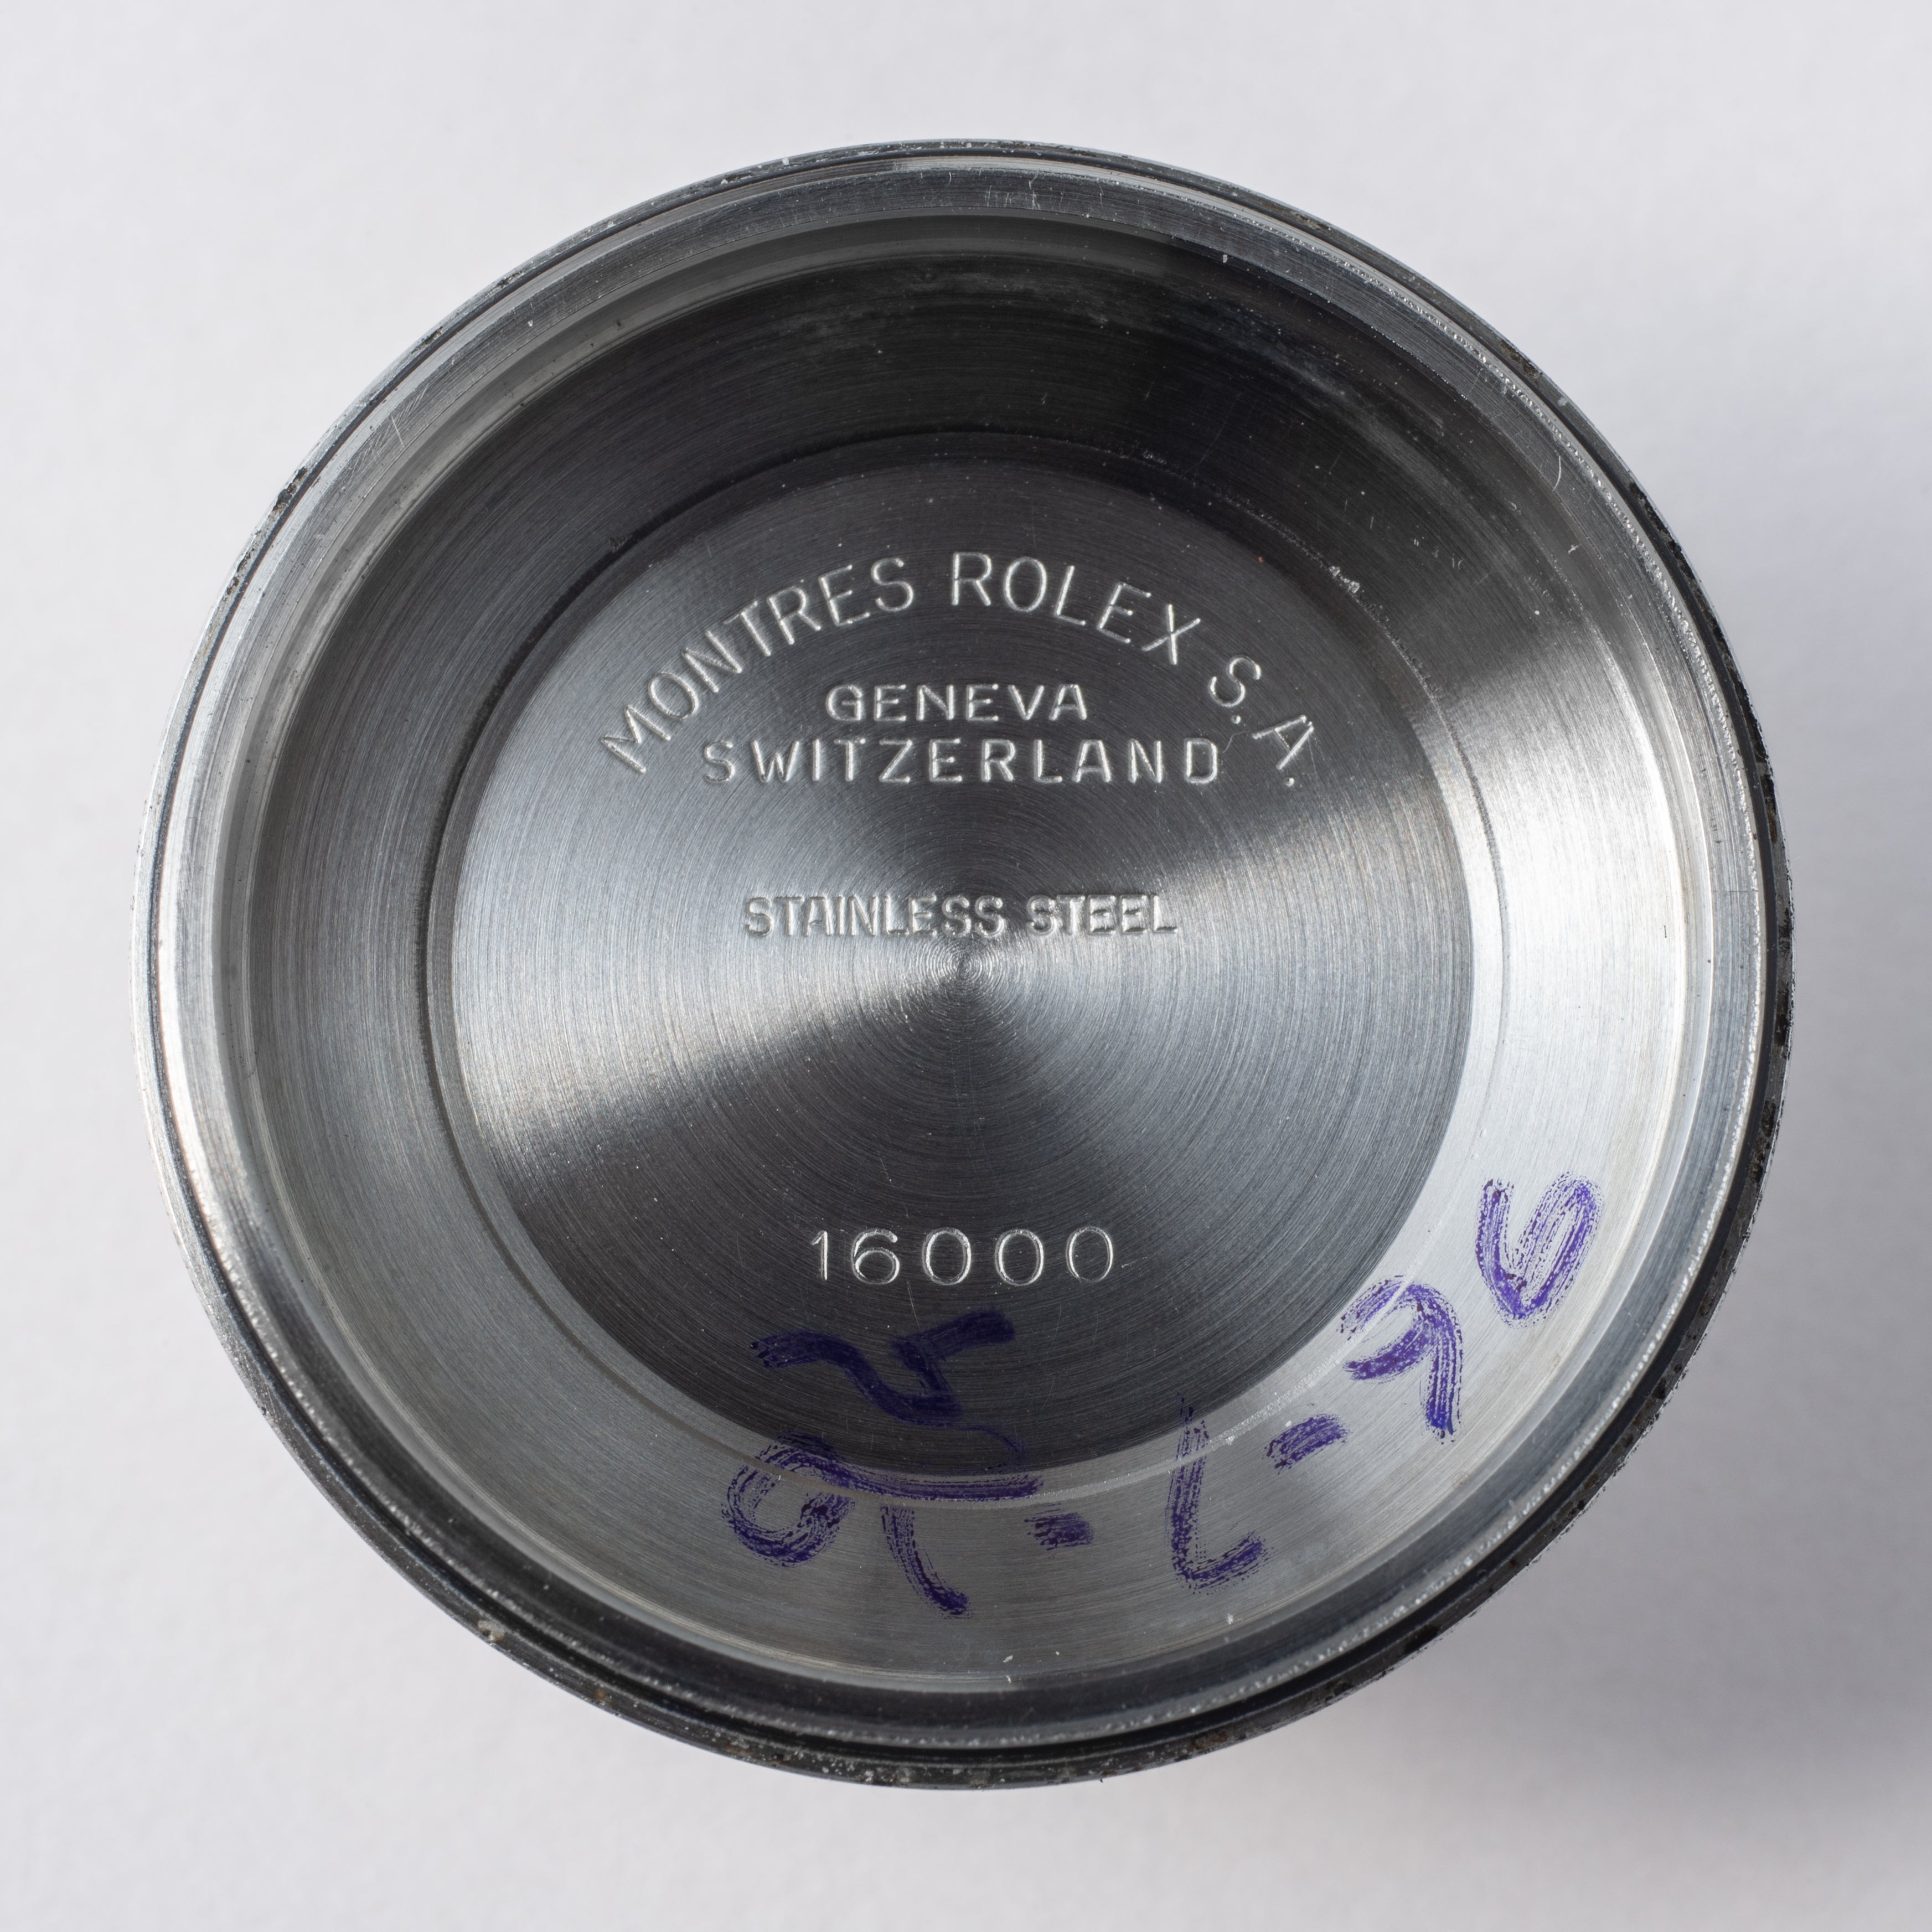 MONTRES ROLEX S.A.
GENEVA
SWITZERLAND
STAINLESS STEEL
16000